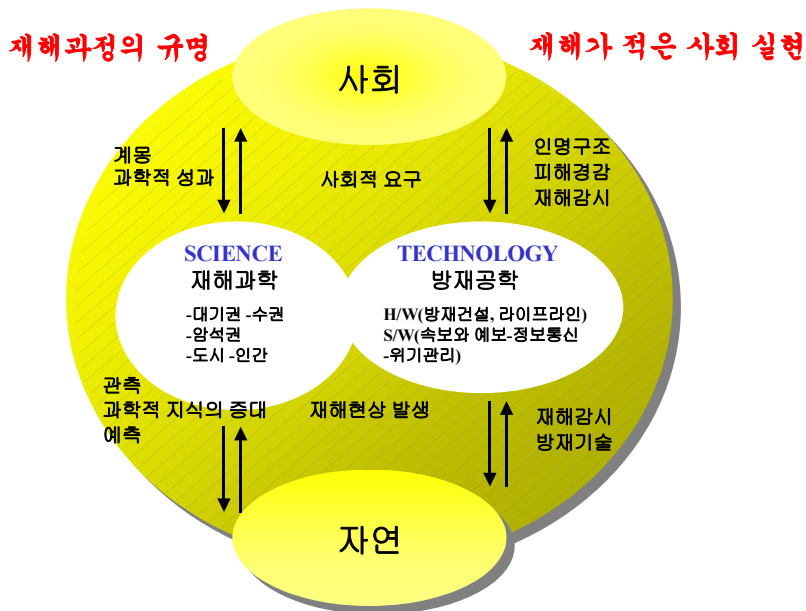 재해과정의 규명
재해가 적은 사회 실현
사회
계몽
과학적 성과
사회적 요구
인명구조
피해경감
재해감시
SCIENCE
재해과학
-대기권 -수권
-암석권
-도시 -인간
TECHNOLOGY
방재공학
H/W(방재건설, 라이프라인)
S/W(속보와 예보-정보통신
-위기관리)
관측
과학적 지식의 증대
예측
재해현상 발생
재해감시
방재기술
자연